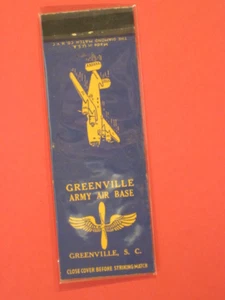 GREENVILLE
ARMY AIR BASE
GREENVILLE, S. C.
CLOSE COVER BEFORE STRIKING MATCH